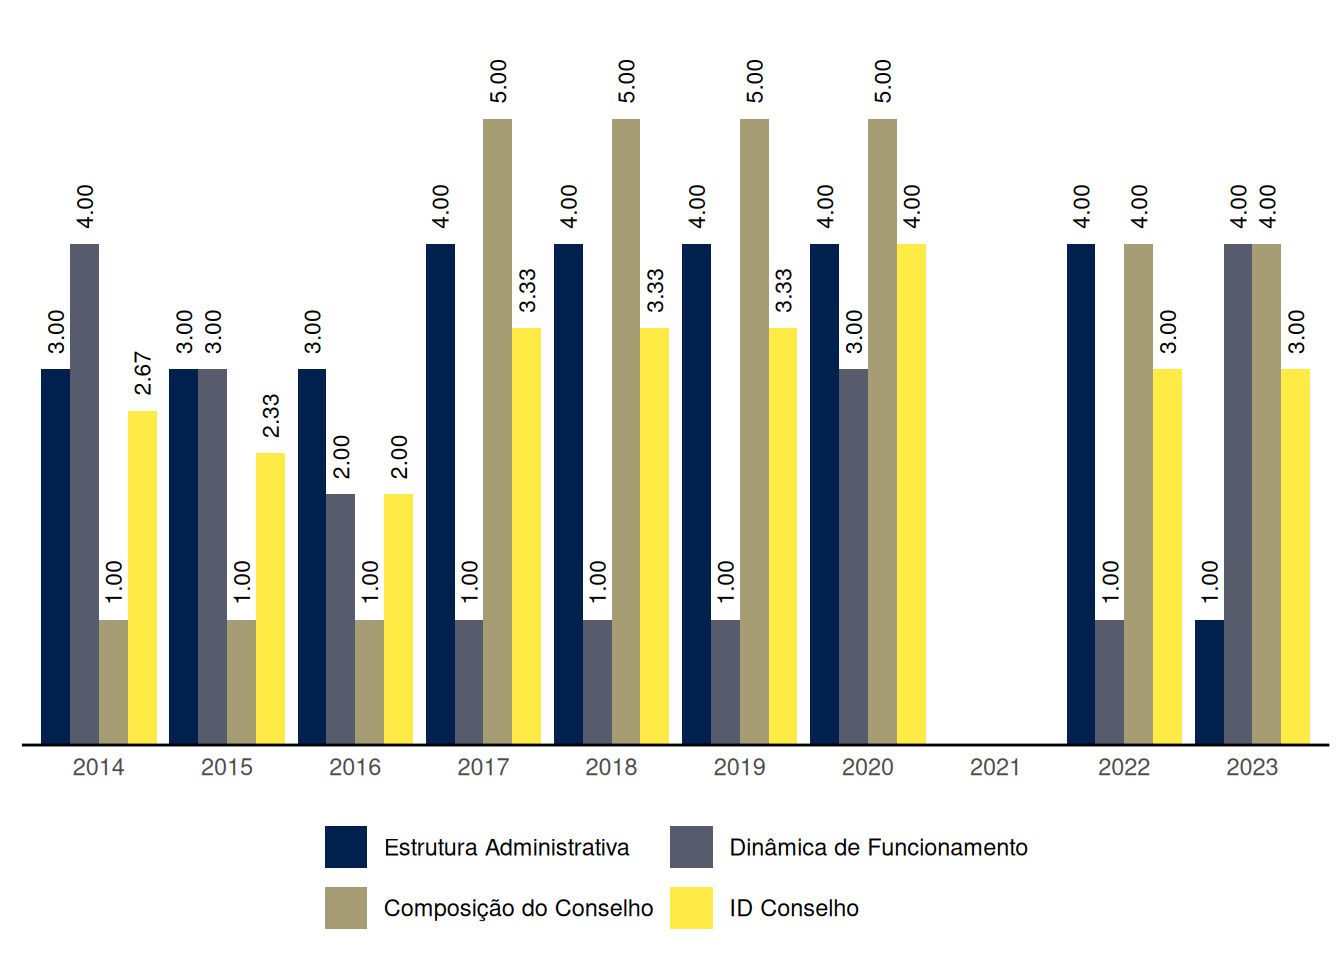 5.00 5.00 5.00 5.00
4.00 4.00 4.00 4.00 4.00 4.00 4.00 4.00 4.00 4.00
3.33 3.33 3.33
3.00 3.00 3.00 3.00 3.00 3.00 3.00
2.67
2.33
2.00 2.00
1.00 1.00 1.00 1.00 1.00 1.00 1.00 1.00
2014 2015 2016 2017 2018 2019 2020 2021 2022 2023
Estrutura Administrativa Dinâmica de Funcionamento
Composição do Conselho ID Conselho